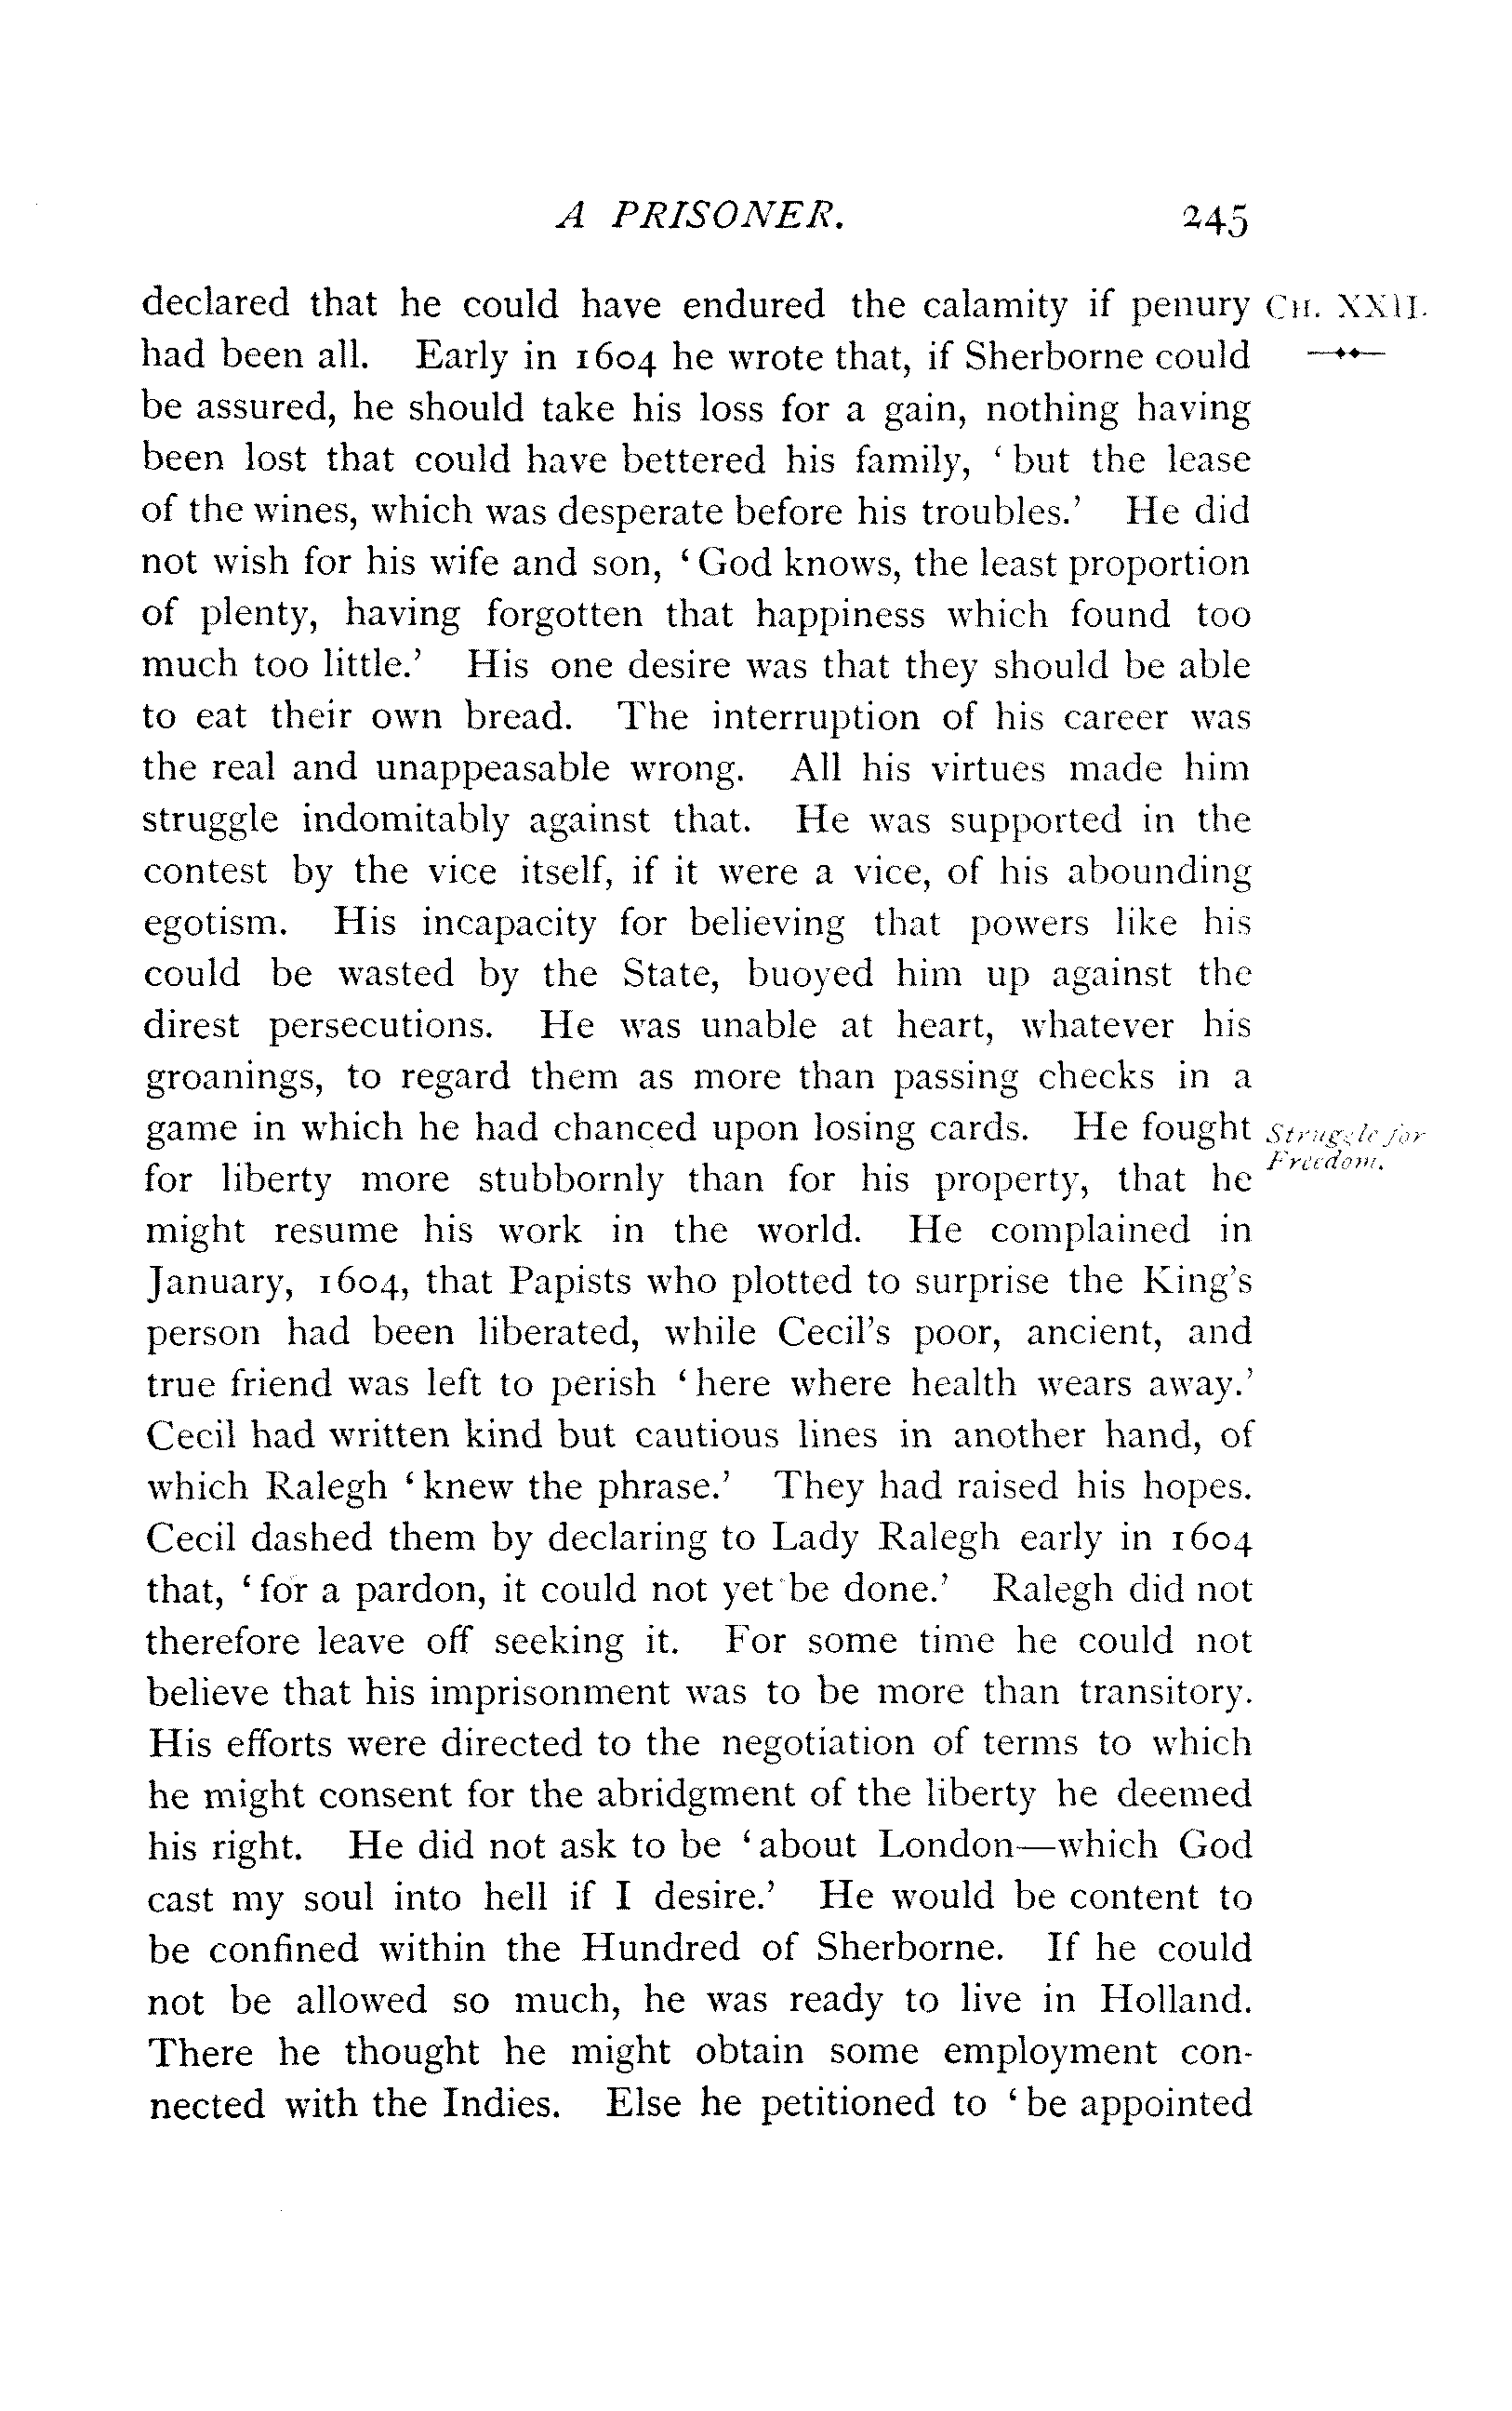 A PRISONER. 245
declared that he could have endured the calamity if penury CH. XXII.
had been all. Early in 1604 he wrote that, if Sherborne could
be assured, he should take his loss for a gain, nothing having
been lost that could have bettered his family, ‘but the lease
of the wines, which was desperate before his troubles.’ He did
not wish for his wife and son, ‘God knows, the least proportion
of plenty, having forgotten that happiness which found too
much too little.’ His one desire was that they should be able
to eat their own bread. The interruption of his career was
the real and unappeasable wrong. All his virtues made him
struggle indomitably against that. He was supported in the
contest by the vice itself, if it were a vice, of his abounding
egotism. His incapacity for believing that powers like his
could be wasted by the State, buoyed him up against the
direst persecutions. He was unable at heart, whatever his
groanings, to regard them as more than passing checks in a
game in which he had chanced upon losing cards. He fought
Struggle for
Freedom.
for liberty more stubbornly than for his property, that he
might resume his work in the world. He complained in
January, 1604, that Papists who plotted to surprise the King’s
person had been liberated, while Cecil’s poor, ancient, and
true friend was left to perish ‘here where health wears away.’
Cecil had written kind but cautious lines in another hand, of
which Ralegh ‘knew the phrase.’ They had raised his hopes.
Cecil dashed them by declaring to Lady Ralegh early in 1604
that, ‘for a pardon, it could not yet be done.’ Ralegh did not
therefore leave off seeking it. For some time he could not
believe that his imprisonment was to be more than transitory.
His efforts were directed to the negotiation of terms to which
he might consent for the abridgment of the liberty he deemed
his right. He did not ask to be ‘about London—which God
cast my soul into hell if I desire.’ He would be content to
be confined within the Hundred of Sherborne. If he could
not be allowed so much, he was ready to live in Holland.
There he thought he might obtain some employment con-
nected with the Indies. Else he petitioned to ‘be appointed